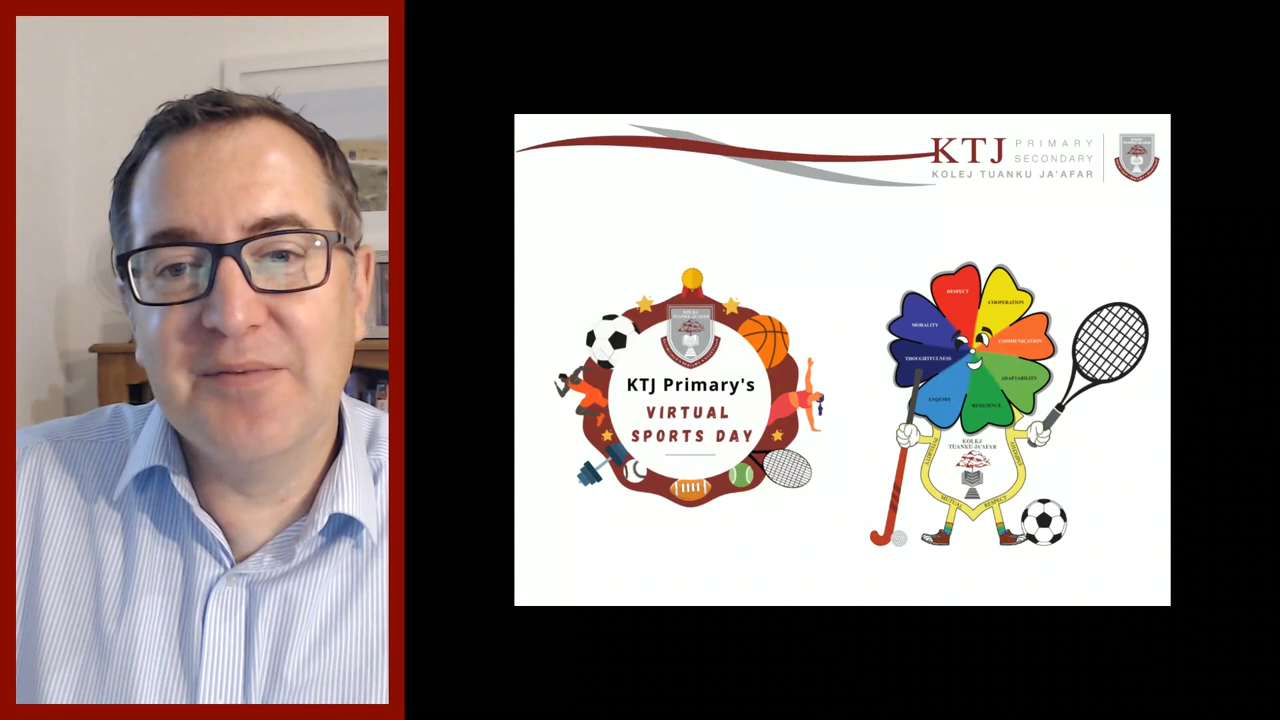 KTJ PRIMARY
SECONDARY
KOLEJ TUANKU JA'AFAR
KTJ Primary's
VIRTUAL
SPORTS DAY
RESPECT
COOPERATION
MORALITY
COMMUNICATION
THOUGHTFULNESS
ADAPTABILITY
ENQUIRY
RESILIENCE
KOLEJ
TUANKU JA'AFAR
MUTUAL RESPECT